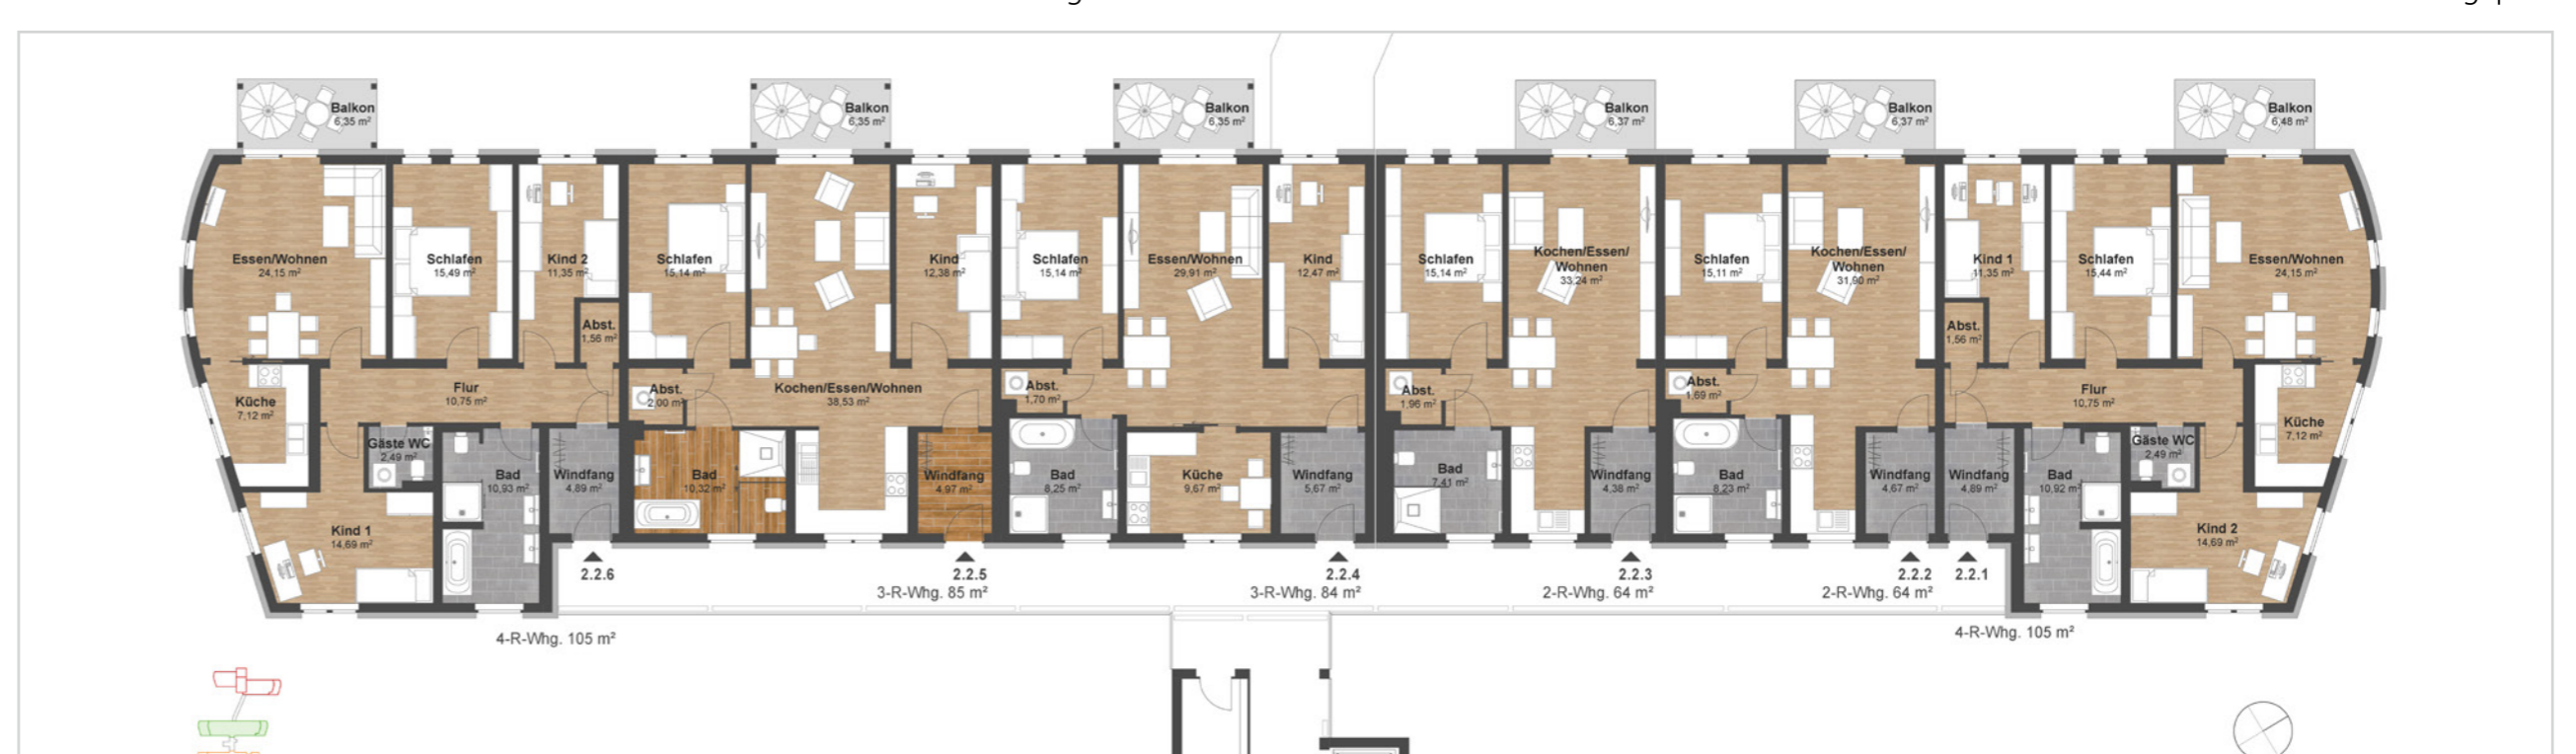 Balkon
6,35 m²
Balkon
6,35 m²
Balkon
6,35 m²
Balkon
6,37 m²
Balkon
6,37 m²
Balkon
6,48 m²
Essen/Wohnen
24,15 m²
Schlafen
15,49 m²
Kind 2
11,35 m²
Abst.
1,56 m²
Küche
7,12 m²
Flur
10,75 m²
Gäste WC
2,49 m²
Bad
10,93 m²
Windfang
4,89 m²
Kind 1
14,69 m²
2.2.6
4-R-Whg. 105 m²
Schlafen
15,14 m²
Kind
12,38 m²
Abst.
2,00 m²
Kochen/Essen/Wohnen
38,53 m²
Bad
10,32 m²
Windfang
4,97 m²
2.2.5
3-R-Whg. 85 m²
Schlafen
15,14 m²
Essen/Wohnen
29,91 m²
Kind
12,47 m²
Abst.
1,70 m²
Bad
8,25 m²
Küche
9,67 m²
Windfang
5,67 m²
2.2.4
3-R-Whg. 84 m²
Schlafen
15,14 m²
Kochen/Essen/
Wohnen
33,24 m²
Abst.
1,96 m²
Bad
7,41 m²
Windfang
4,38 m²
2.2.3
2-R-Whg. 64 m²
Schlafen
15,11 m²
Kochen/Essen/
Wohnen
31,90 m²
Abst.
1,69 m²
Bad
8,23 m²
Windfang
4,67 m²
2.2.2
2-R-Whg. 64 m²
Kind 1
11,35 m²
Schlafen
15,44 m²
Essen/Wohnen
24,15 m²
Abst.
1,56 m²
Flur
10,75 m²
Küche
7,12 m²
Windfang
4,89 m²
Bad
10,92 m²
Gäste WC
2,49 m²
Kind 2
14,69 m²
2.2.1
4-R-Whg. 105 m²